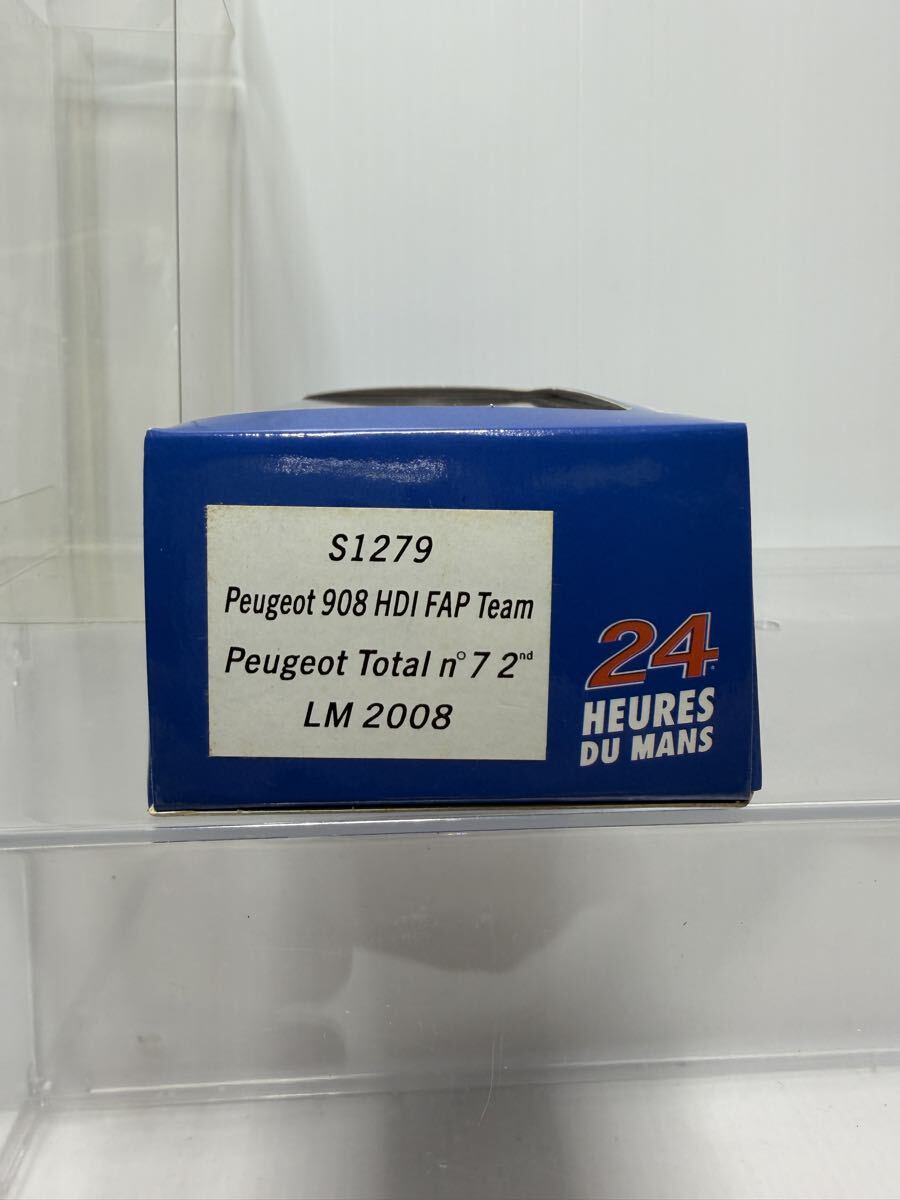 S1279
Peugeot 908 HDI FAP Team
Peugeot Total n° 7 2nd
LM 2008
24
HEURES
DU MANS